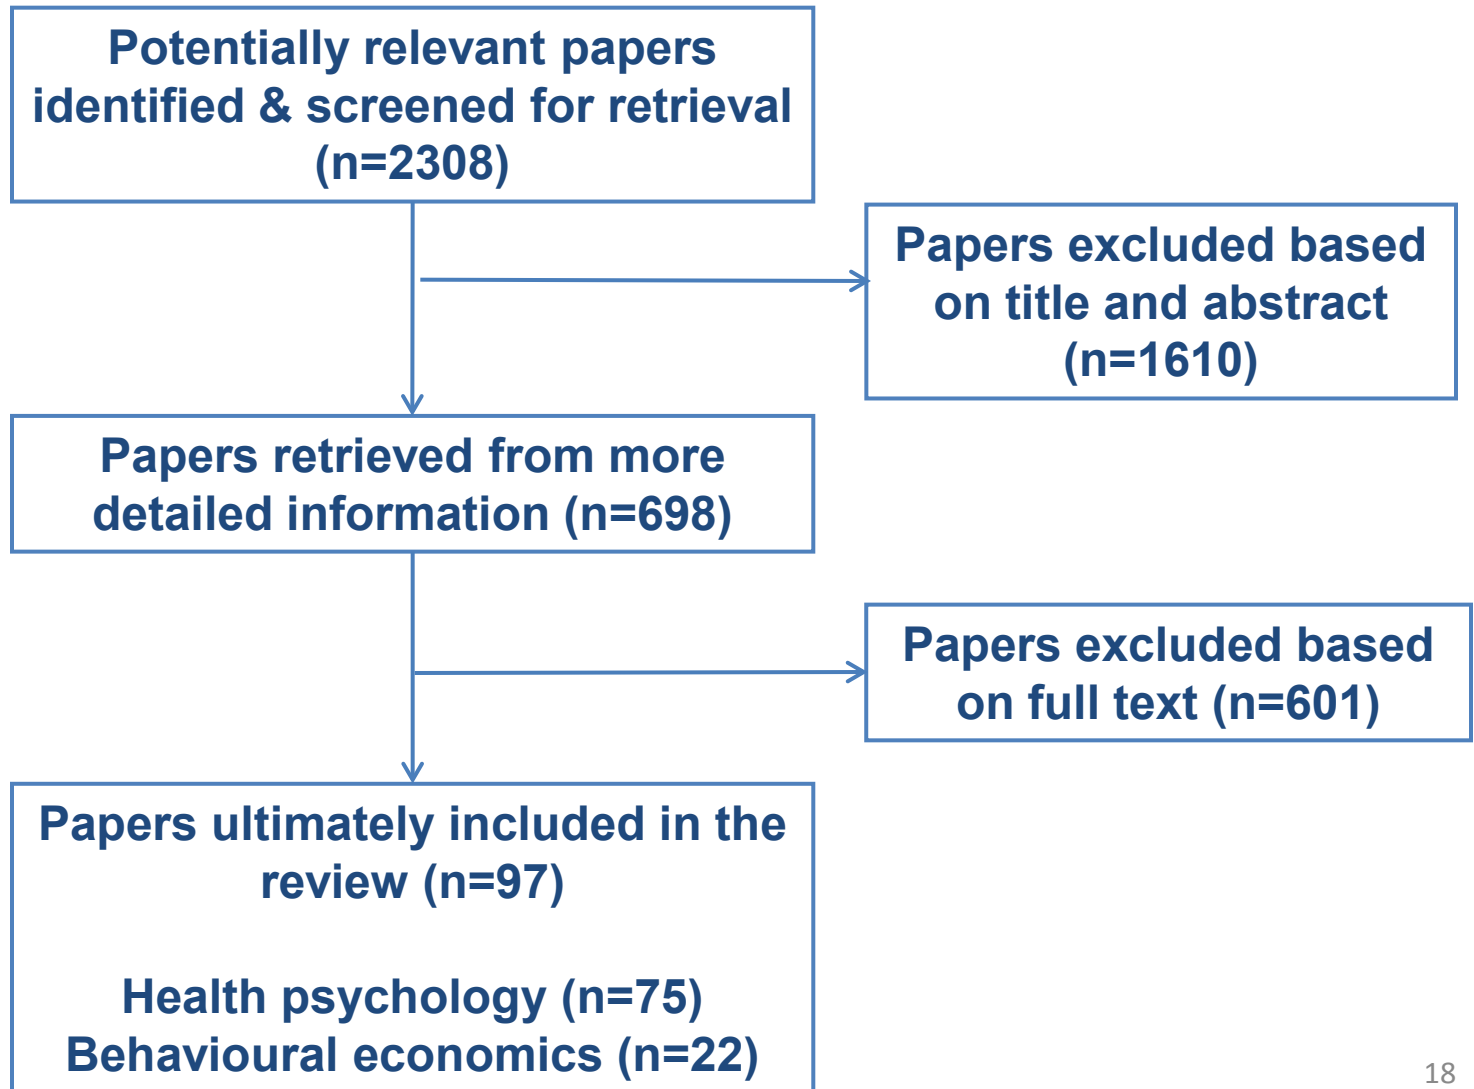 Potentially relevant papers
identified & screened for retrieval
(n=2308)
Papers excluded based
on title and abstract
(n=1610)
Papers retrieved from more
detailed information (n=698)
Papers excluded based
on full text (n=601)
Papers ultimately included in the
review (n=97)
Health psychology (n=75)
Behavioural economics (n=22)
18